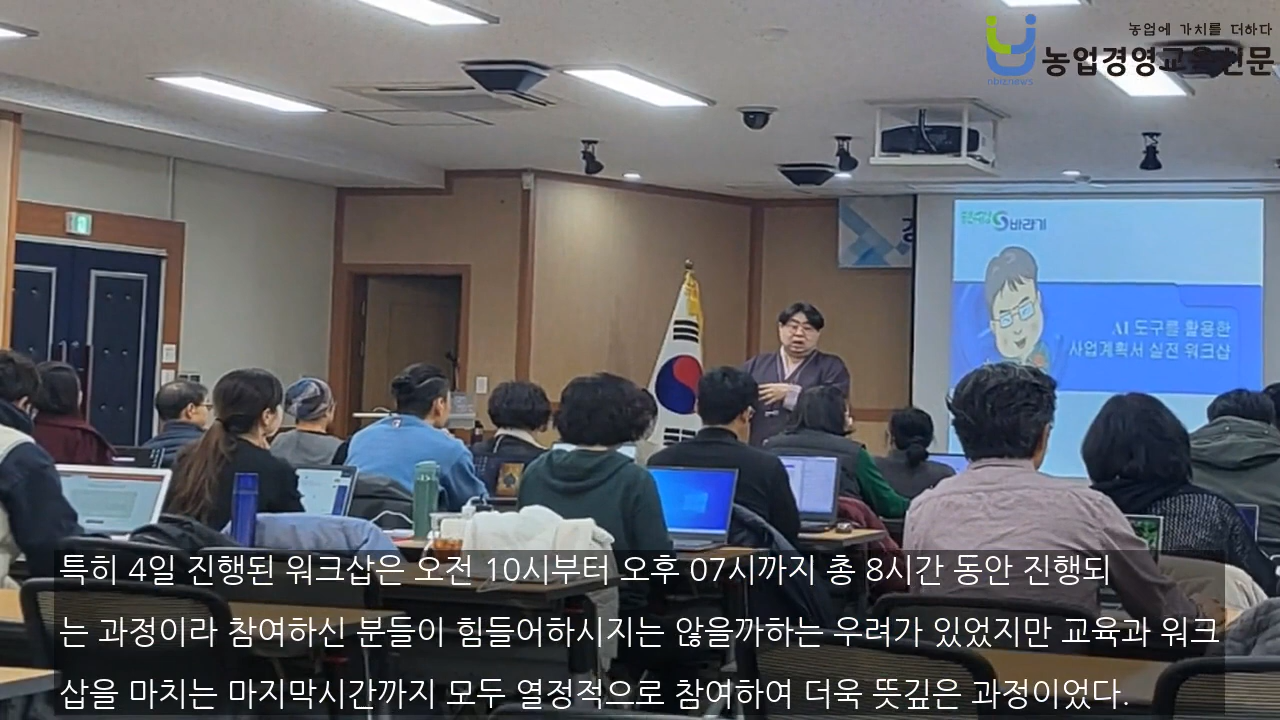 농업에 가치를 더하다
농업경영교육신문
nbiznews
바라기
AI 도구를 활용한
사업계획서 실전 워크샵
특히 4일 진행된 워크샵은 오전 10시부터 오후 07시까지 총 8시간 동안 진행되
는 과정이라 참여하신 분들이 힘들어하시지는 않을까하는 우려가 있었지만 교육과 워크
샵을 마치는 마지막시간까지 모두 열정적으로 참여하여 더욱 뜻깊은 과정이었다.